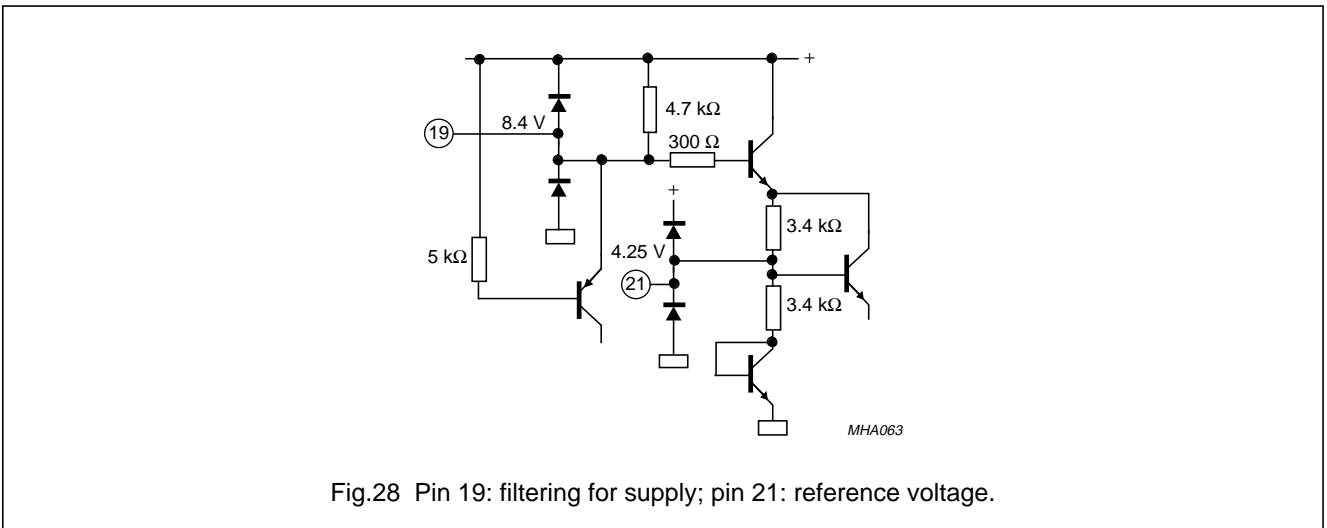 +
4.7 kΩ
8.4 V
19
300 Ω
+
3.4 kΩ
5 kΩ
4.25 V
21
3.4 kΩ
MHA063
Fig.28 Pin 19: filtering for supply; pin 21: reference voltage.